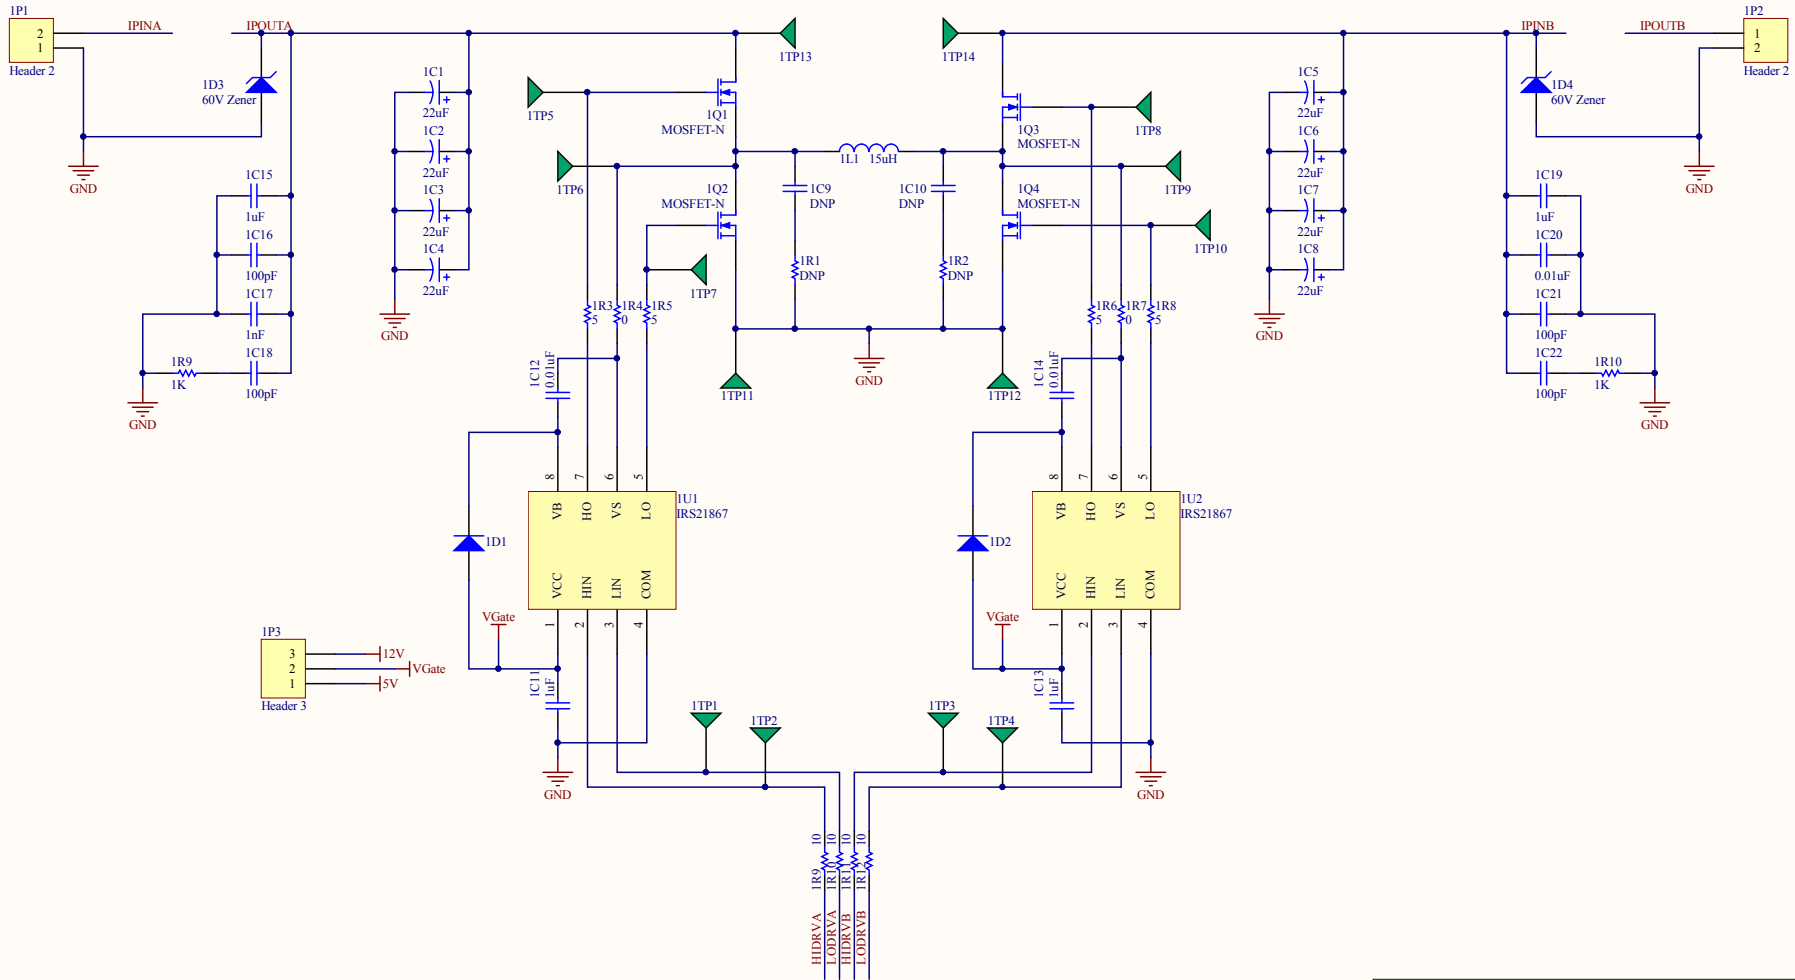 1P1
2
1
Header 2
IPINA
IPOUTA
1D3
60V Zener
GND
1C15
1uF
1C16
100pF
1C17
1nF
1C18
100pF
1R9
1K
GND
1C1
22uF
1C2
22uF
1C3
22uF
1C4
22uF
GND
1TP13
1TP5
1Q1
MOSFET-N
1TP6
1Q2
MOSFET-N
1TP7
1R3
5
1R4
0
1R5
5
1L1 15uH
1C9
DNP
1C10
DNP
1R1
DNP
1R2
DNP
GND
1TP11
1TP12
1TP14
1Q3
MOSFET-N
1TP8
1TP9
1Q4
MOSFET-N
1TP10
1R6
5
1R7
0
1R8
5
1C5
22uF
1C6
22uF
1C7
22uF
1C8
22uF
GND
IPINB
IPOUTB
1P2
1
2
Header 2
1D4
60V Zener
GND
1C19
1uF
1C20
0.01uF
1C21
100pF
1C22
100pF
1R10
1K
GND
1C12
0.01uF
8
7
6
5
VB
HO
VS
LO
1U1
IRS21867
VCC
HIN
LIN
COM
1
2
3
4
1D1
VGate
1C11
1uF
GND
1C14
0.01uF
8
7
6
5
VB
HO
VS
LO
1U2
IRS21867
VCC
HIN
LIN
COM
1
2
3
4
1D2
VGate
1C13
1uF
GND
1P3
3
2
1
Header 3
12V
VGate
5V
1TP1
1TP2
1TP3
1TP4
10
10
10
10
1R9
HIDRVA
LODRVA
HIDRVB
LODRVB